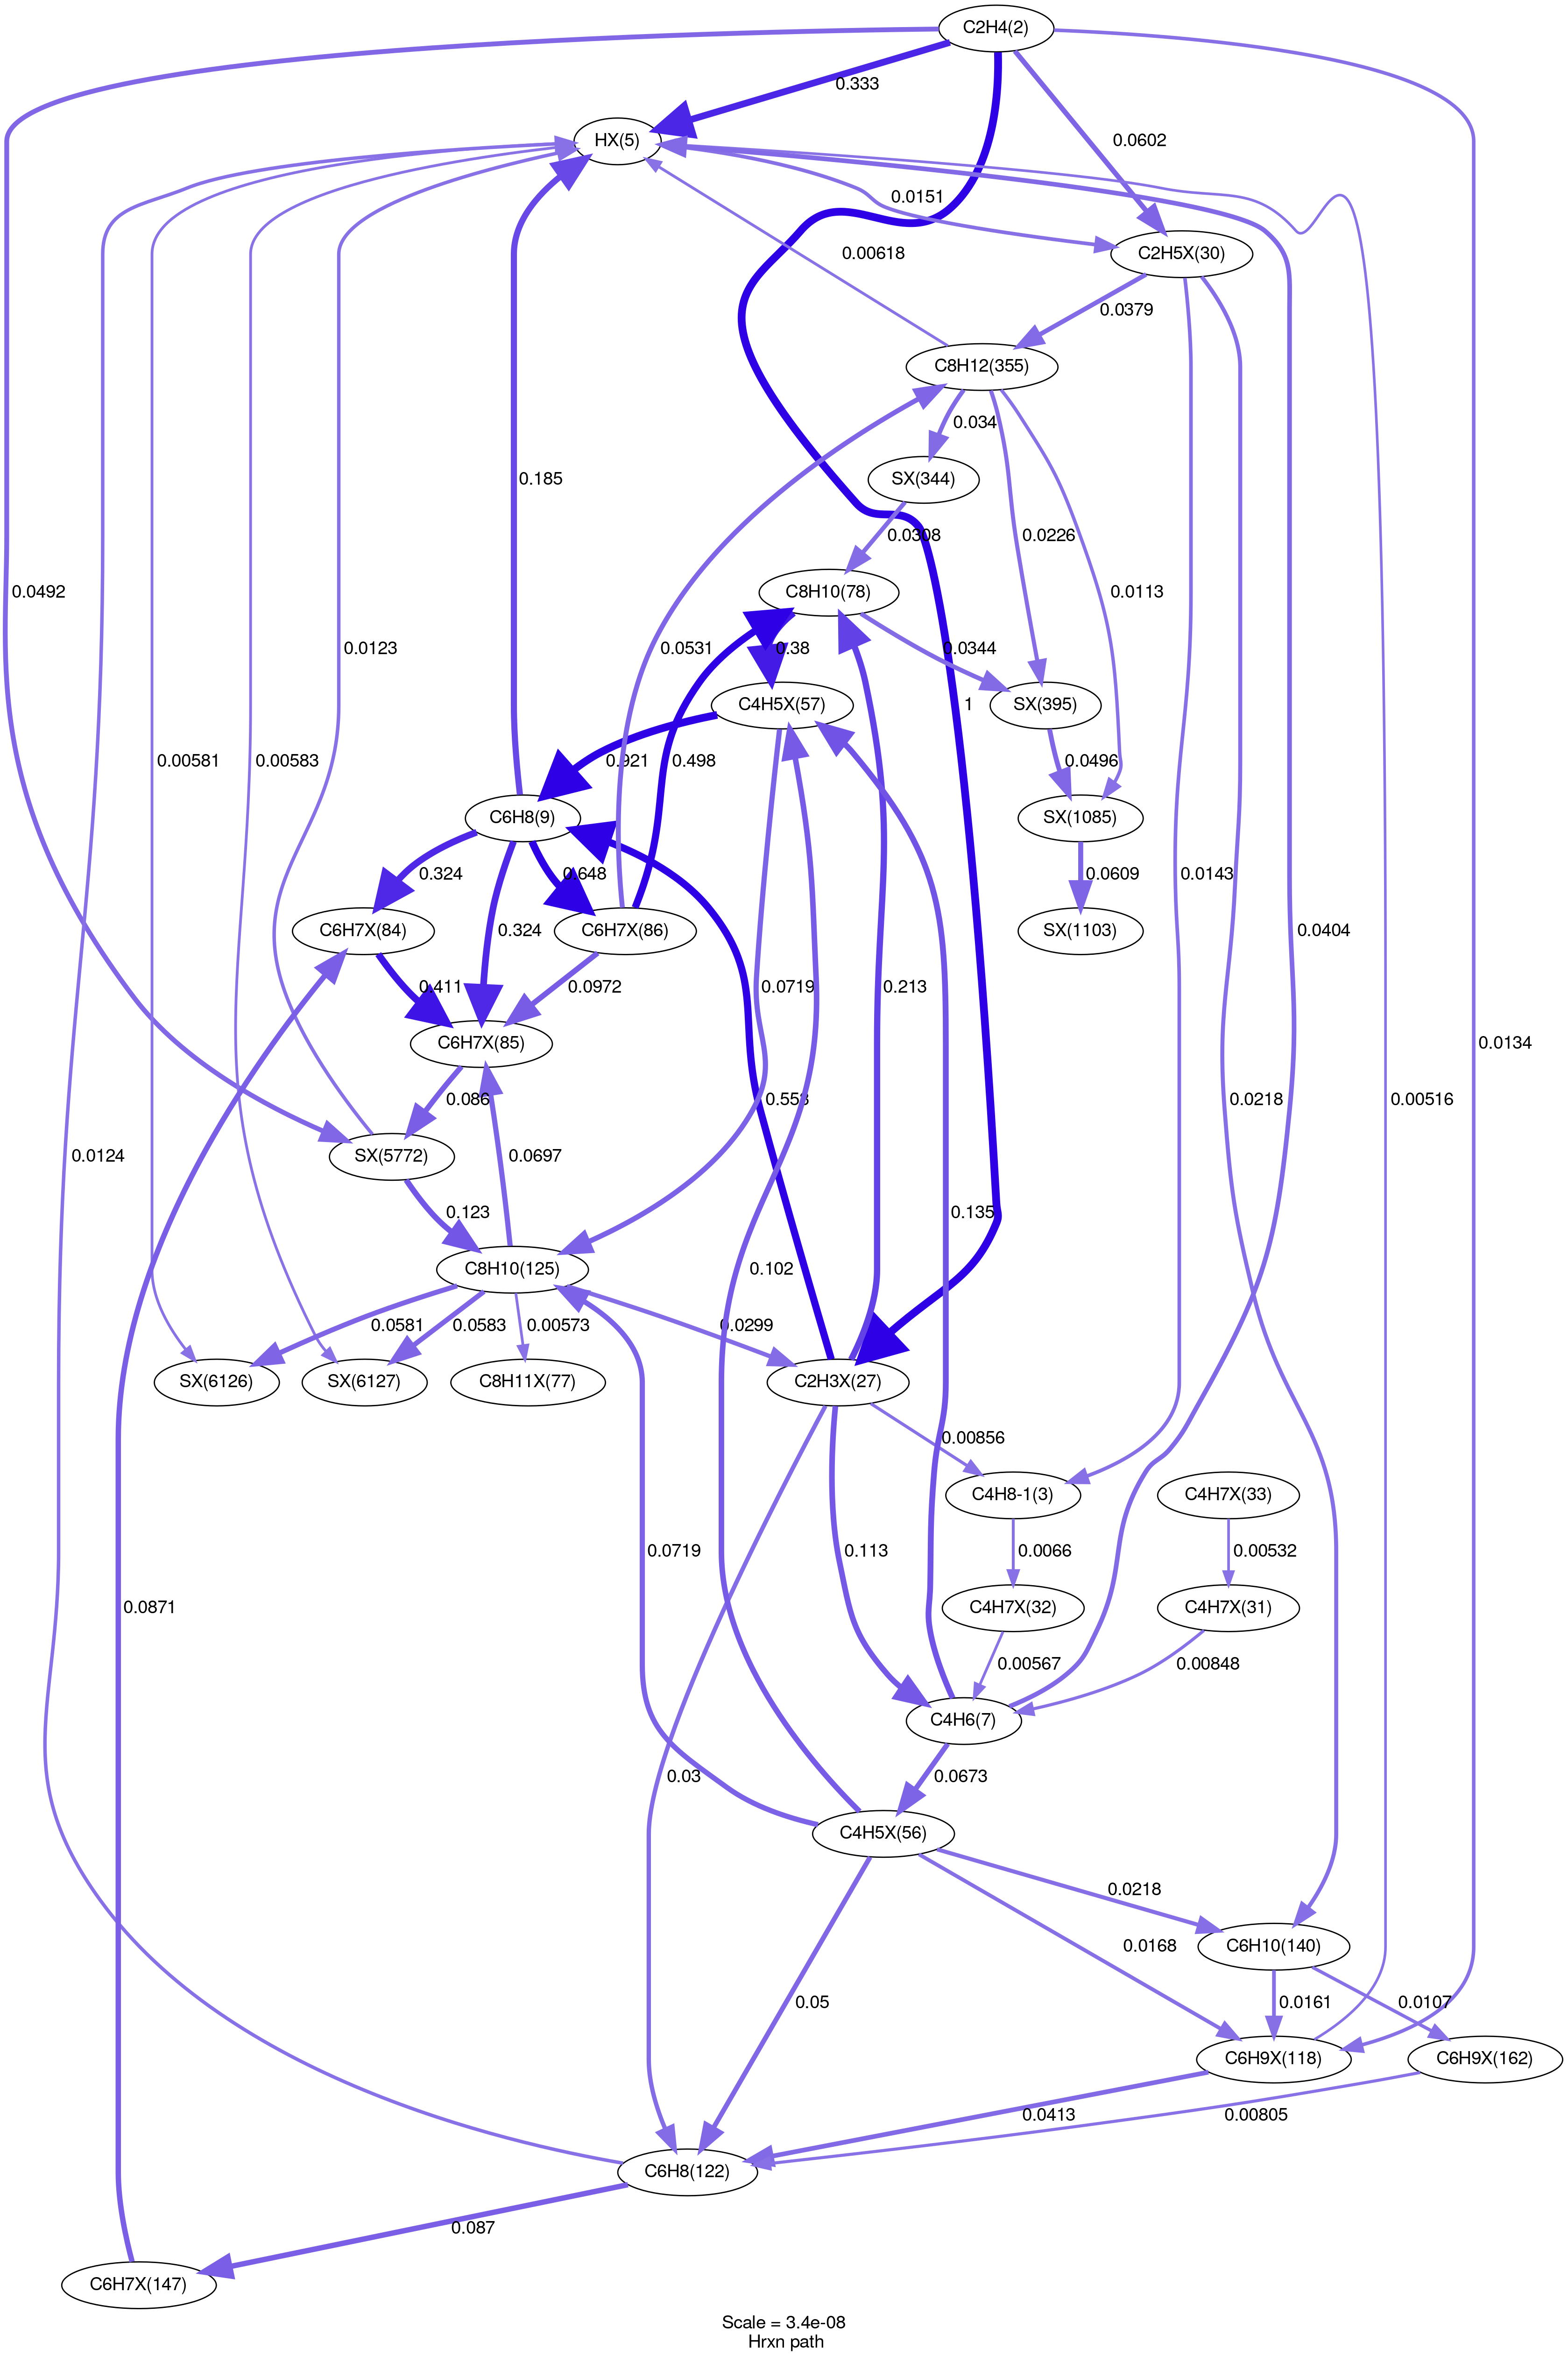 C2H4(2)
0.333
HX(5)
0.0602
0.0151
C2H5X(30)
0.00618
0.0379
C8H12(355)
0.034
SX(344)
0.0308
0.0226
0.0113
0.0492
C8H10(78)
0.0123
0.0531
0.38
0.0344
C4H5X(57)
SX(395)
1
0.00581
0.00583
0.185
0.921
0.498
0.0496
C6H8(9)
SX(1085)
0.324
0.648
0.0609
0.0143
C6H7X(84)
C6H7X(86)
SX(1103)
0.324
0.0404
0.411
0.0972
0.0719
0.213
C6H7X(85)
0.0134
0.086
0.553
0.0218
0.00516
0.0124
SX(5772)
0.0697
0.123
0.135
C8H10(125)
0.102
0.0581
0.0583
0.00573
0.0299
SX(6126)
SX(6127)
C8H11X(77)
C2H3X(27)
0.00856
C4H8-1(3)
C4H7X(33)
0.0719
0.113
0.0066
0.00532
0.0871
C4H7X(32)
C4H7X(31)
0.00567
0.00848
C4H6(7)
0.03
0.0673
C4H5X(56)
0.0218
0.0168
C6H10(140)
0.05
0.0161
0.0107
C6H9X(118)
C6H9X(162)
0.0413
0.00805
C6H8(122)
0.087
C6H7X(147)
Scale = 3.4e-08
Hrxn path